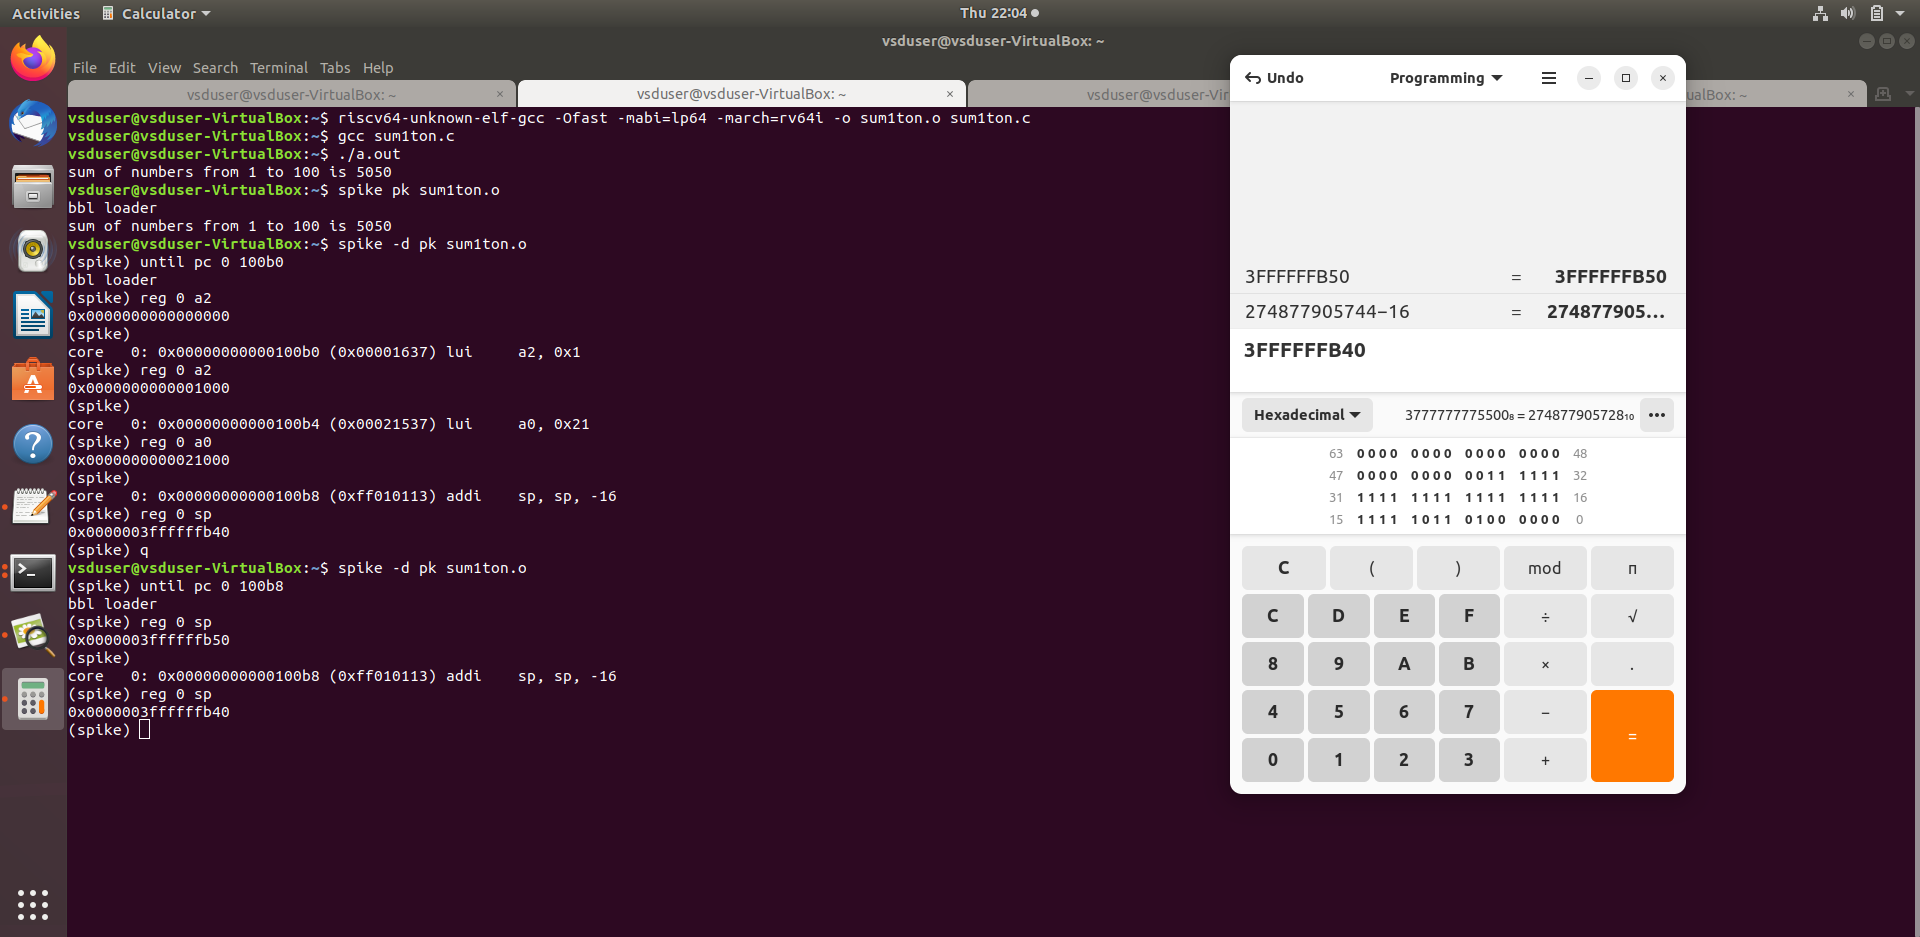 Activities Calculator Thu 22:04
vsduser@vsduser-VirtualBox: ~
File Edit View Search Terminal Tabs Help
vsduser@vsduser-VirtualBox: ~ × vsduser@vsduser-VirtualBox: ~ × vsduser@vsduser-Vir ualBox: ~ ×
vsduser@vsduser-VirtualBox:~$ riscv64-unknown-elf-gcc -Ofast -mabi=lp64 -march=rv64i -o sum1ton.o sum1ton.c
vsduser@vsduser-VirtualBox:~$ gcc sum1ton.c
vsduser@vsduser-VirtualBox:~$ ./a.out
sum of numbers from 1 to 100 is 5050
vsduser@vsduser-VirtualBox:~$ spike pk sum1ton.o
bbl loader
sum of numbers from 1 to 100 is 5050
vsduser@vsduser-VirtualBox:~$ spike -d pk sum1ton.o
(spike) until pc 0 100b0
bbl loader
(spike) reg 0 a2
0x0000000000000000
(spike)
core   0: 0x00000000000100b0 (0x00001637) lui     a2, 0x1
(spike) reg 0 a2
0x0000000000001000
(spike)
core   0: 0x00000000000100b4 (0x00021537) lui     a0, 0x21
(spike) reg 0 a0
0x0000000000021000
(spike)
core   0: 0x00000000000100b8 (0xff010113) addi    sp, sp, -16
(spike) reg 0 sp
0x0000003ffffffb40
(spike) q
vsduser@vsduser-VirtualBox:~$ spike -d pk sum1ton.o
(spike) until pc 0 100b8
bbl loader
(spike) reg 0 sp
0x0000003ffffffb50
(spike)
core   0: 0x00000000000100b8 (0xff010113) addi    sp, sp, -16
(spike) reg 0 sp
0x0000003ffffffb40
(spike)
Undo Programming
3FFFFFFB50 = 3FFFFFFB50
274877905744−16 = 274877905…
3FFFFFFB40
Hexadecimal 3777777775500₈ = 274877905728₁₀ •••
63 0000 0000 0000 0000 48
47 0000 0000 0011 1111 32
31 1111 1111 1111 1111 16
15 1111 1011 0100 0000 0
C ( ) mod π
C D E F ÷ √
8 9 A B × .
4 5 6 7 −
0 1 2 3 + =